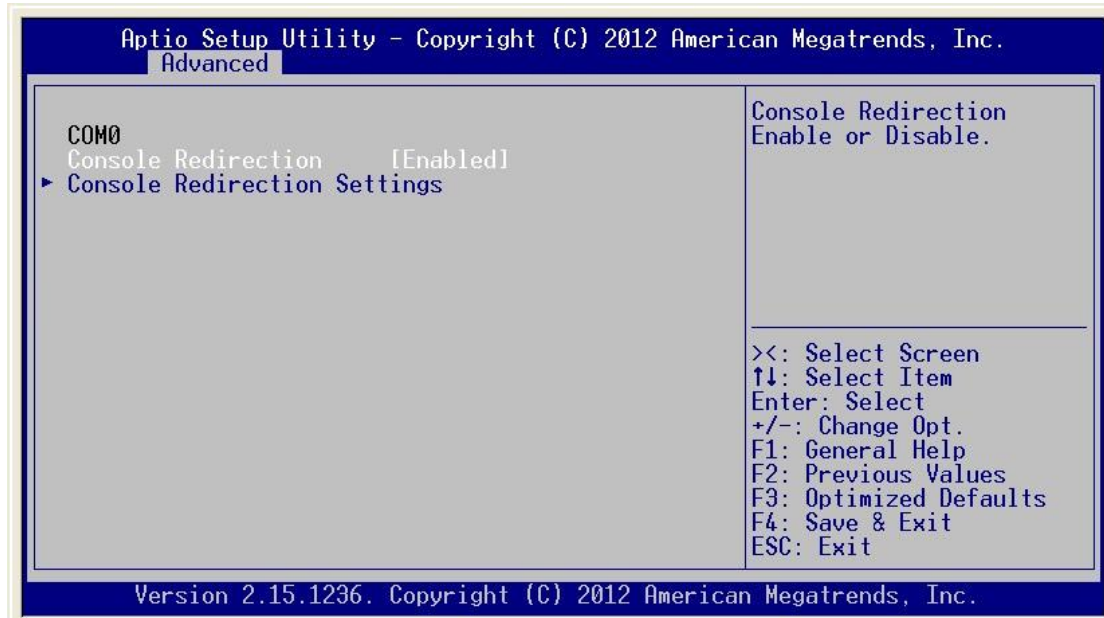 Aptio Setup Utility - Copyright (C) 2012 American Megatrends, Inc.
Advanced
COM0
Console Redirection [Enabled]
► Console Redirection Settings
Console Redirection
Enable or Disable.
><: Select Screen
↑↓: Select Item
Enter: Select
+/-: Change Opt.
F1: General Help
F2: Previous Values
F3: Optimized Defaults
F4: Save & Exit
ESC: Exit
Version 2.15.1236. Copyright (C) 2012 American Megatrends, Inc.